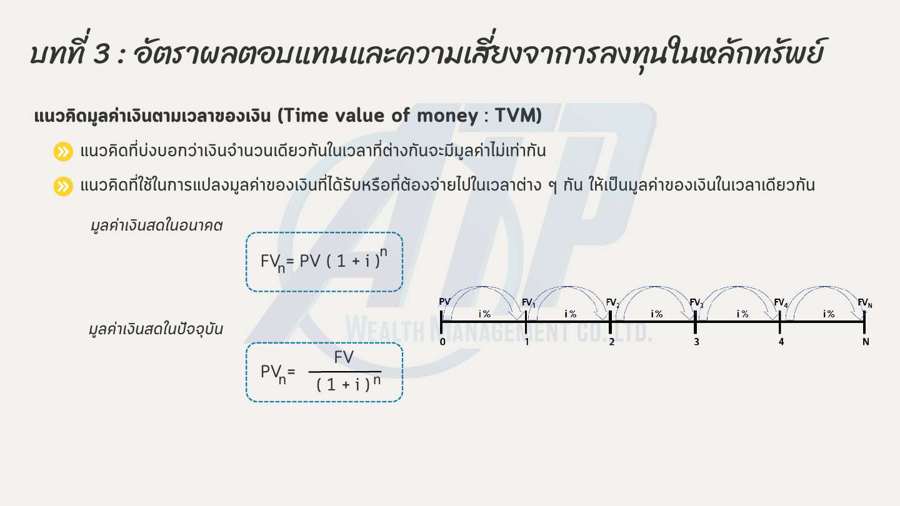 บทที่ 3 : อัตราผลตอบแทนและความเสี่ยงจาการลงทุนในหลักทรัพย์
แนวคิดมูลค่าเงินตามเวลาของเงิน (Time value of money : TVM)
แนวคิดที่บ่งบอกว่าเงินจำนวนเดียวกันในเวลาที่ต่างกันจะมีมูลค่าไม่เท่ากัน
แนวคิดที่ใช้ในการแปลงมูลค่าของเงินที่ได้รับหรือที่ต้องจ่ายไปในเวลาต่าง ๆ กัน ให้เป็นมูลค่าของเงินในเวลาเดียวกัน
มูลค่าเงินสดในอนาคต
FVn = PV ( 1 + i )n
PV FV1 FV2 FV3 FV4 FVN
i % i % i % i % i %
0 1 2 3 4 N
มูลค่าเงินสดในปัจจุบัน
PVn = FV
( 1 + i )n
ATP
WEALTH MANAGEMENT CO.,LTD.